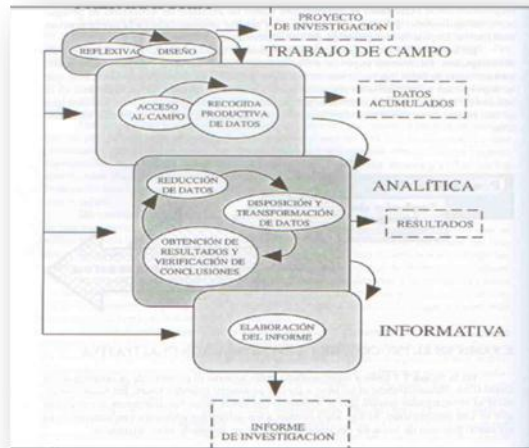 PROYECTO
DE INVESTIGACIÓN
REFLEXIVA
DISEÑO
TRABAJO DE CAMPO
ACCESO
AL CAMPO
RECOGIDA
PRODUCTIVA
DE DATOS
DATOS
ACUMULADOS
REDUCCIÓN
DE DATOS
ANALÍTICA
DISPOSICIÓN Y
TRANSFORMACIÓN
DE DATOS
RESULTADOS
OBTENCIÓN DE
RESULTADOS Y
VERIFICACIÓN DE
CONCLUSIONES
ELABORACIÓN
DEL INFORME
INFORMATIVA
INFORME
DE INVESTIGACIÓN